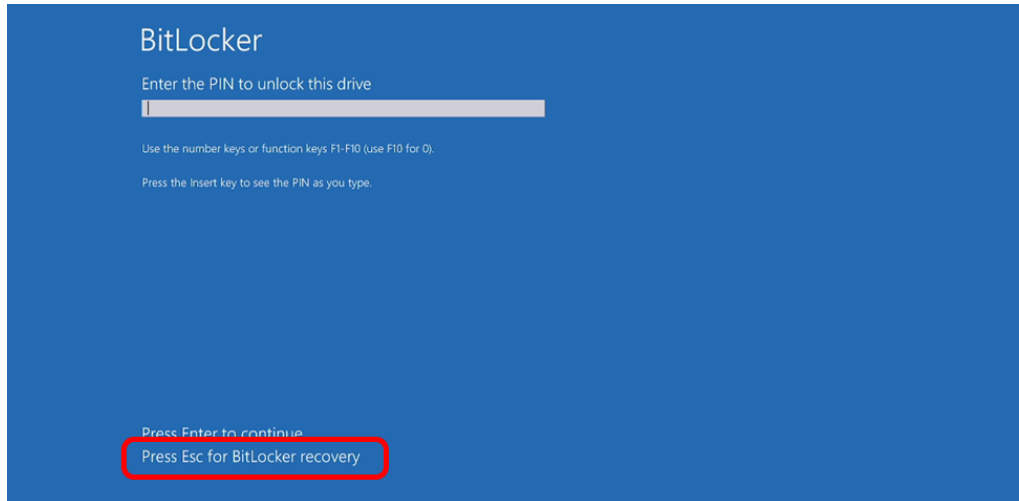 BitLocker
Enter the PIN to unlock this drive
Use the number keys or function keys F1-F10 (use F10 for 0).
Press the Insert key to see the PIN as you type.
Press Enter to continue
Press Esc for BitLocker recovery